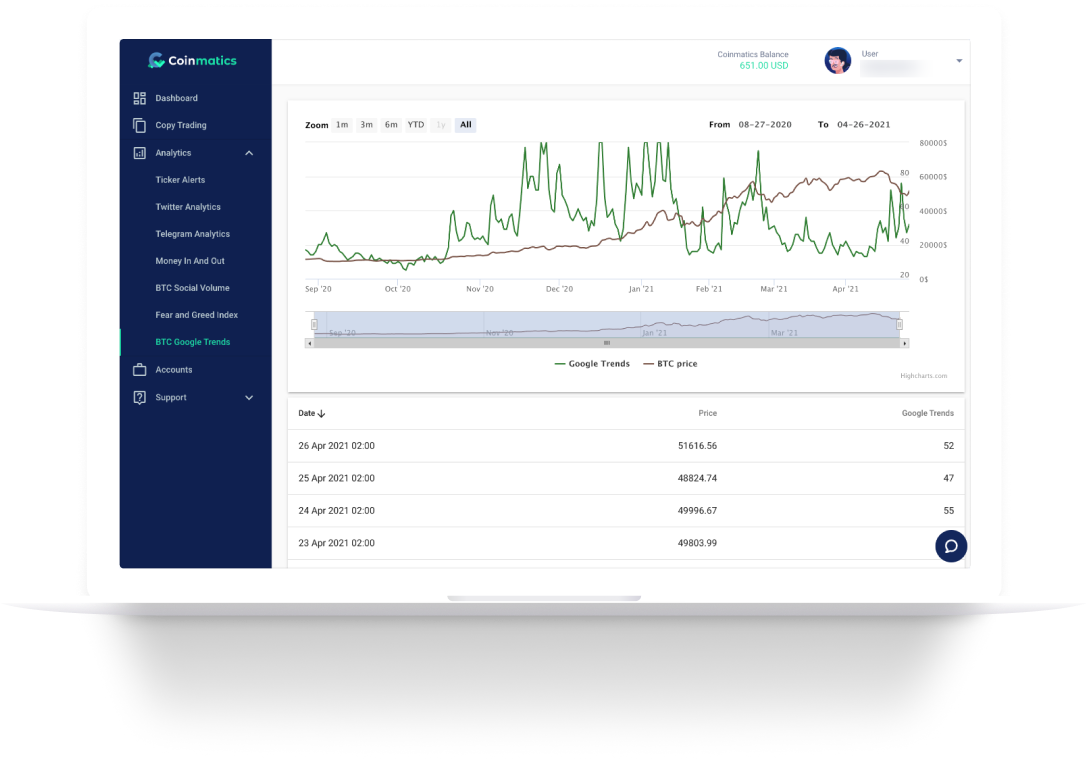 Coinmatics
Coinmatics Balance
651.00 USD
User
Dashboard
Copy Trading
Analytics
Ticker Alerts
Twitter Analytics
Telegram Analytics
Money In And Out
BTC Social Volume
Fear and Greed Index
BTC Google Trends
Accounts
Support
Zoom 1m 3m 6m YTD 1y All
From 08-27-2020 To 04-26-2021
80000$
80
60000$
60
40000$
40
20000$
20
0$
Sep '20 Oct '20 Nov '20 Dec '20 Jan '21 Feb '21 Mar '21 Apr '21
Sep '20 Nov '20 Jan '21 Mar '21
Google Trends BTC price
Highcharts.com
Date Price Google Trends
26 Apr 2021 02:00 51616.56 52
25 Apr 2021 02:00 48824.74 47
24 Apr 2021 02:00 49996.67 55
23 Apr 2021 02:00 49803.99